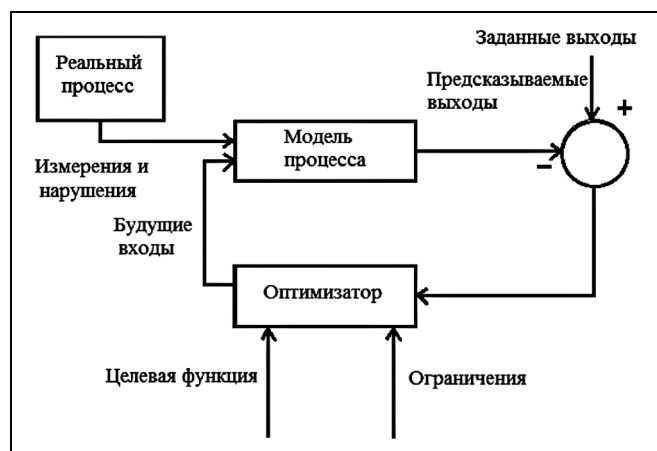 Заданные выходы
Реальный
процесс
Предсказываемые
выходы
+
Модель
процесса
−
Измерения и
нарушения
Будущие
входы
Оптимизатор
Целевая функция
Ограничения